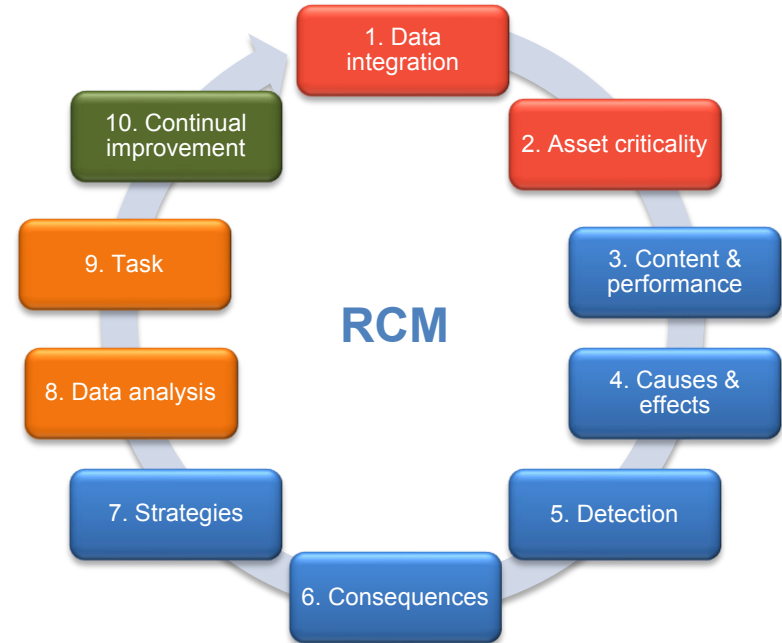 1. Data
integration
2. Asset criticality
3. Content &
performance
4. Causes &
effects
5. Detection
6. Consequences
7. Strategies
8. Data analysis
9. Task
10. Continual
improvement
RCM